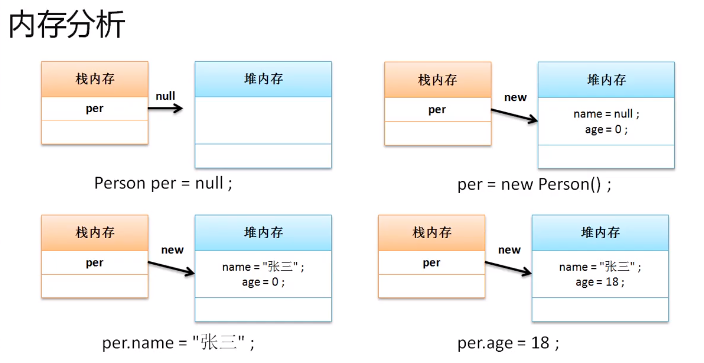 内存分析
栈内存
堆内存
per
null
Person per = null ;
栈内存
堆内存
per
new
name = null ;
age = 0 ;
per = new Person() ;
栈内存
堆内存
per
new
name = "张三" ;
age = 0 ;
per.name = "张三" ;
栈内存
堆内存
per
new
name = "张三" ;
age = 18 ;
per.age = 18 ;